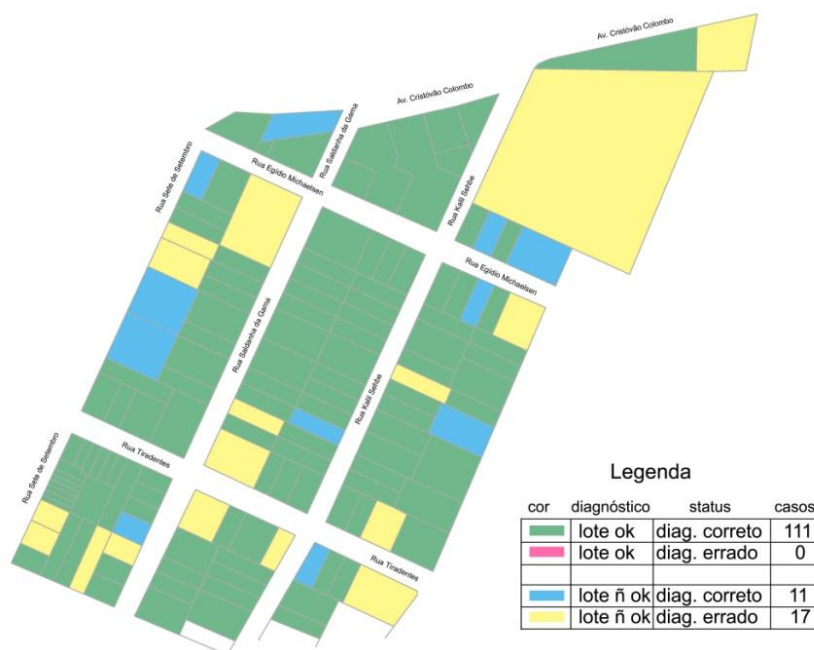 Av. Cristóvão Colombo
Av. Cristóvão Colombo
Rua Saldanha da Gama
Rua Sete de Setembro
Rua Egídio Michaelsen
Rua Kalil Sehbe
Rua Egídio Michaelsen
Rua Saldanha da Gama
Rua Kalil Sehbe
Rua Sete de Setembro
Rua Tiradentes
Rua Tiradentes
Legenda
cor diagnóstico status casos
lote ok diag. correto 111
lote ok diag. errado 0
lote ñ ok diag. correto 11
lote ñ ok diag. errado 17